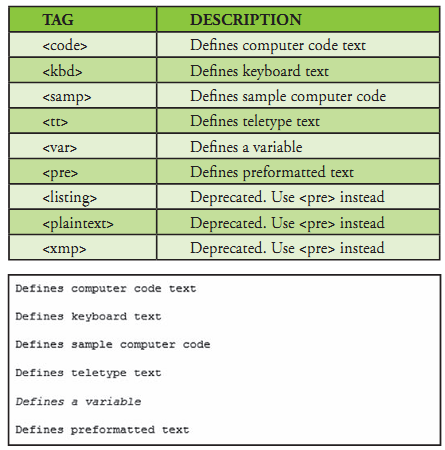 TAG DESCRIPTION
<code> Defines computer code text
<kbd> Defines keyboard text
<samp> Defines sample computer code
<tt> Defines teletype text
<var> Defines a variable
<pre> Defines preformatted text
<listing> Deprecated. Use <pre> instead
<plaintext> Deprecated. Use <pre> instead
<xmp> Deprecated. Use <pre> instead
Defines computer code text
Defines keyboard text
Defines sample computer code
Defines teletype text
Defines a variable
Defines preformatted text